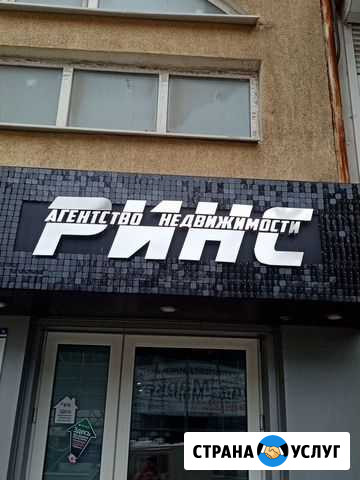 АГЕНТСТВО НЕДВИЖИМОСТИ
РИНС
СТРАНА УСЛУГ